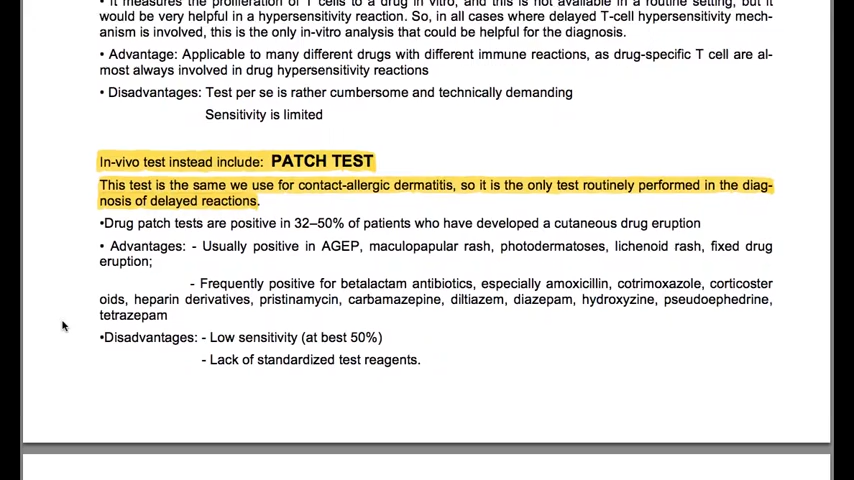 • It measures the proliferation of T cells to a drug in vitro, and this is not available in a routine setting, but it
would be very helpful in a hypersensitivity reaction. So, in all cases where delayed T-cell hypersensitivity mech-
anism is involved, this is the only in-vitro analysis that could be helpful for the diagnosis.
• Advantage: Applicable to many different drugs with different immune reactions, as drug-specific T cell are al-
most always involved in drug hypersensitivity reactions
• Disadvantages: Test per se is rather cumbersome and technically demanding
Sensitivity is limited
In-vivo test instead include: PATCH TEST
This test is the same we use for contact-allergic dermatitis, so it is the only test routinely performed in the diag-
nosis of delayed reactions.
•Drug patch tests are positive in 32–50% of patients who have developed a cutaneous drug eruption
• Advantages: - Usually positive in AGEP, maculopapular rash, photodermatoses, lichenoid rash, fixed drug
eruption;
- Frequently positive for betalactam antibiotics, especially amoxicillin, cotrimoxazole, corticoster
oids, heparin derivatives, pristinamycin, carbamazepine, diltiazem, diazepam, hydroxyzine, pseudoephedrine,
tetrazepam
•Disadvantages: - Low sensitivity (at best 50%)
- Lack of standardized test reagents.